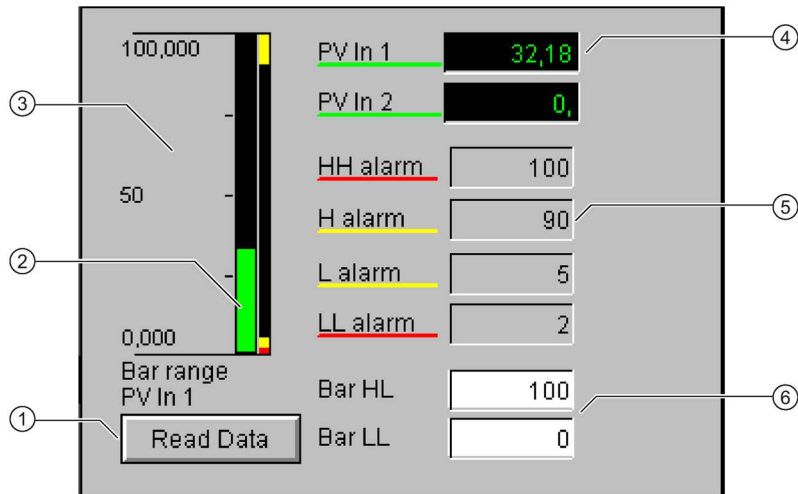 100,000
50
0,000
Bar range
PV In 1
Read Data
PV In 1 32,18
PV In 2 0,
HH alarm 100
H alarm 90
L alarm 5
LL alarm 2
Bar HL 100
Bar LL 0
3
2
1
4
5
6